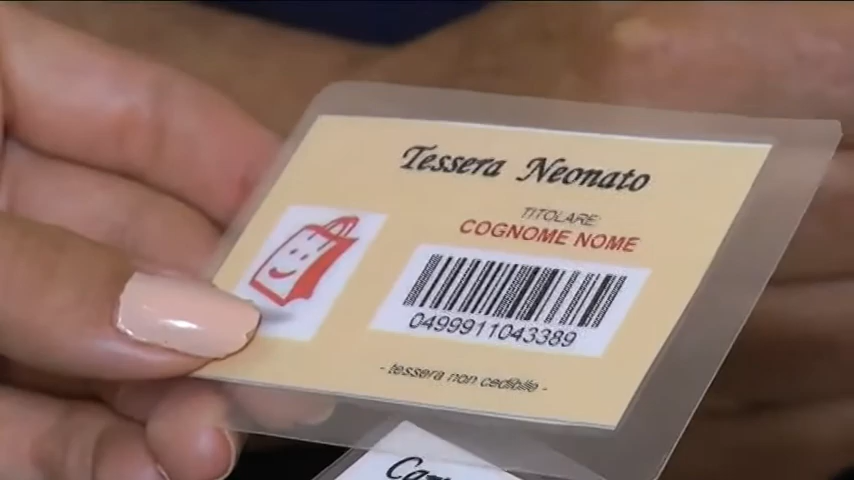 Tessera Neonato
TITOLARE
COGNOME NOME
0499911043389
- tessera non cedibile -